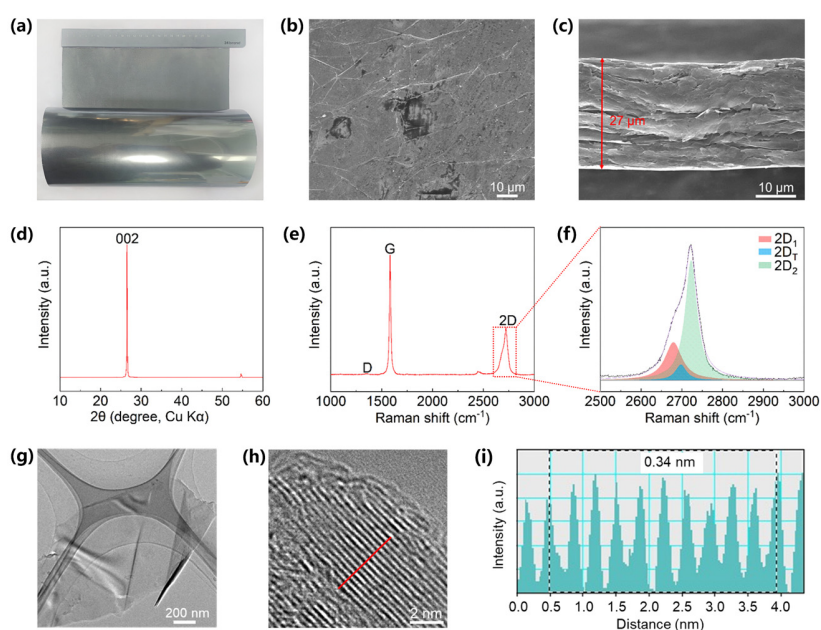 (a)
(b)
10 μm
(c)
27 μm
10 μm
(d)
002
Intensity (a.u.)
10 20 30 40 50 60
2θ (degree, Cu Kα)
(e)
G
D
2D
Intensity (a.u.)
1000 1500 2000 2500 3000
Raman shift (cm⁻¹)
(f)
2D₁
2D_T
2D₂
Intensity (a.u.)
2500 2600 2700 2800 2900 3000
Raman shift (cm⁻¹)
(g)
200 nm
(h)
2 nm
(i)
0.34 nm
Intensity (a.u.)
0.0 0.5 1.0 1.5 2.0 2.5 3.0 3.5 4.0
Distance (nm)